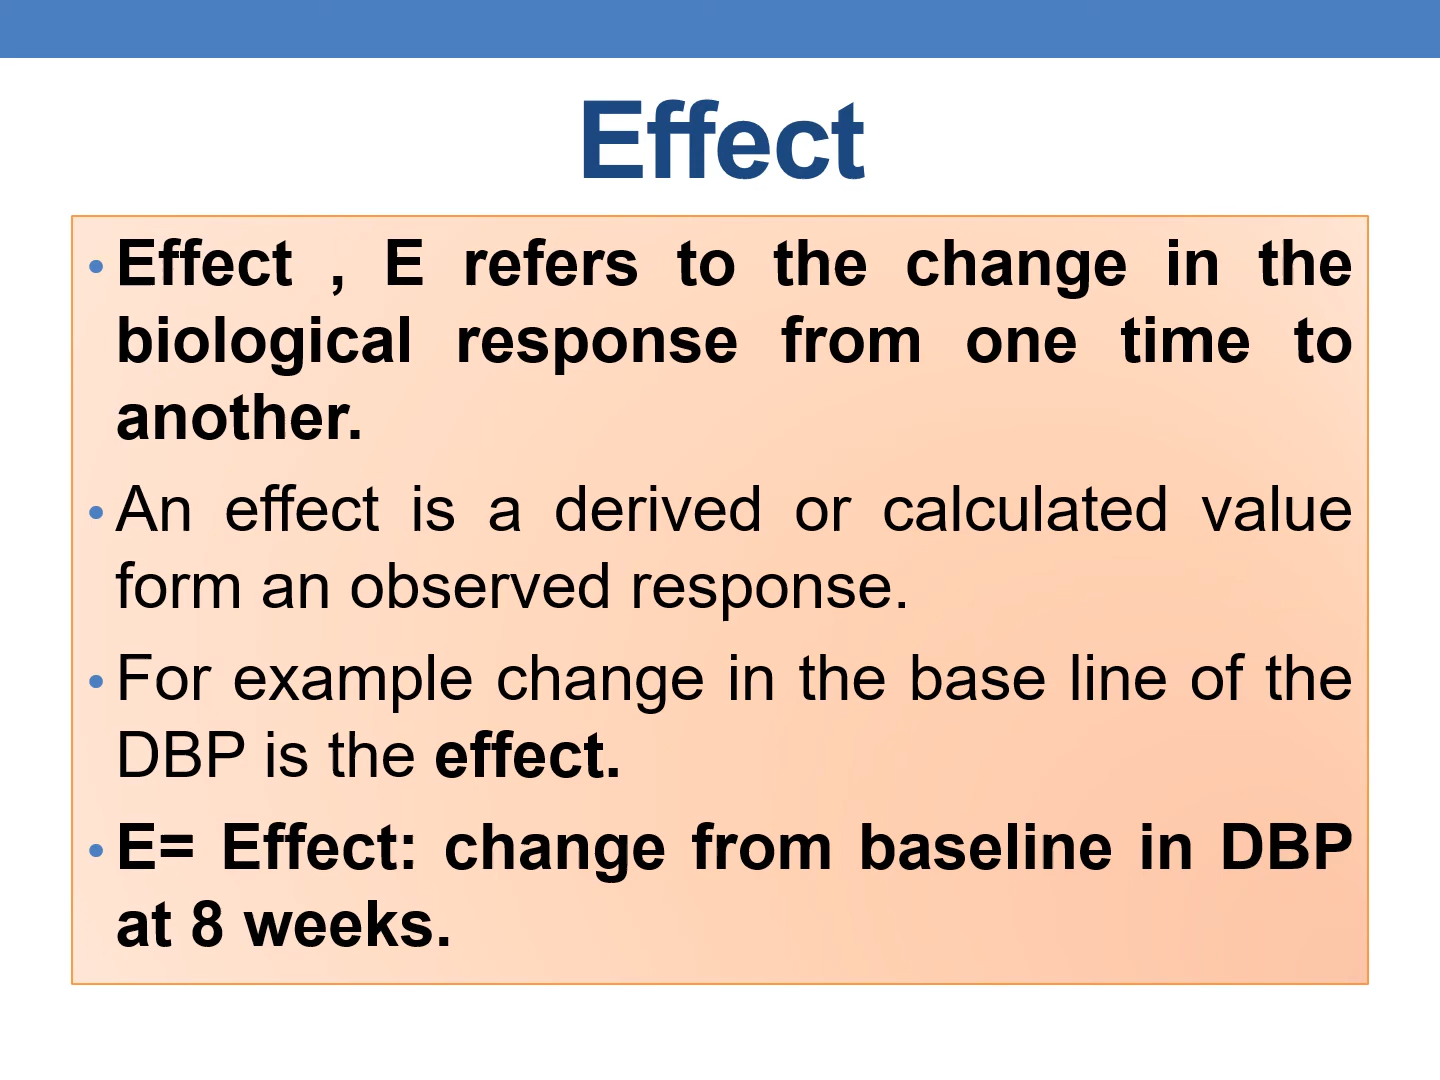 Effect
• Effect , E refers to the change in the
biological response from one time to
another.
• An effect is a derived or calculated value
form an observed response.
• For example change in the base line of the
DBP is the effect.
• E= Effect: change from baseline in DBP
at 8 weeks.